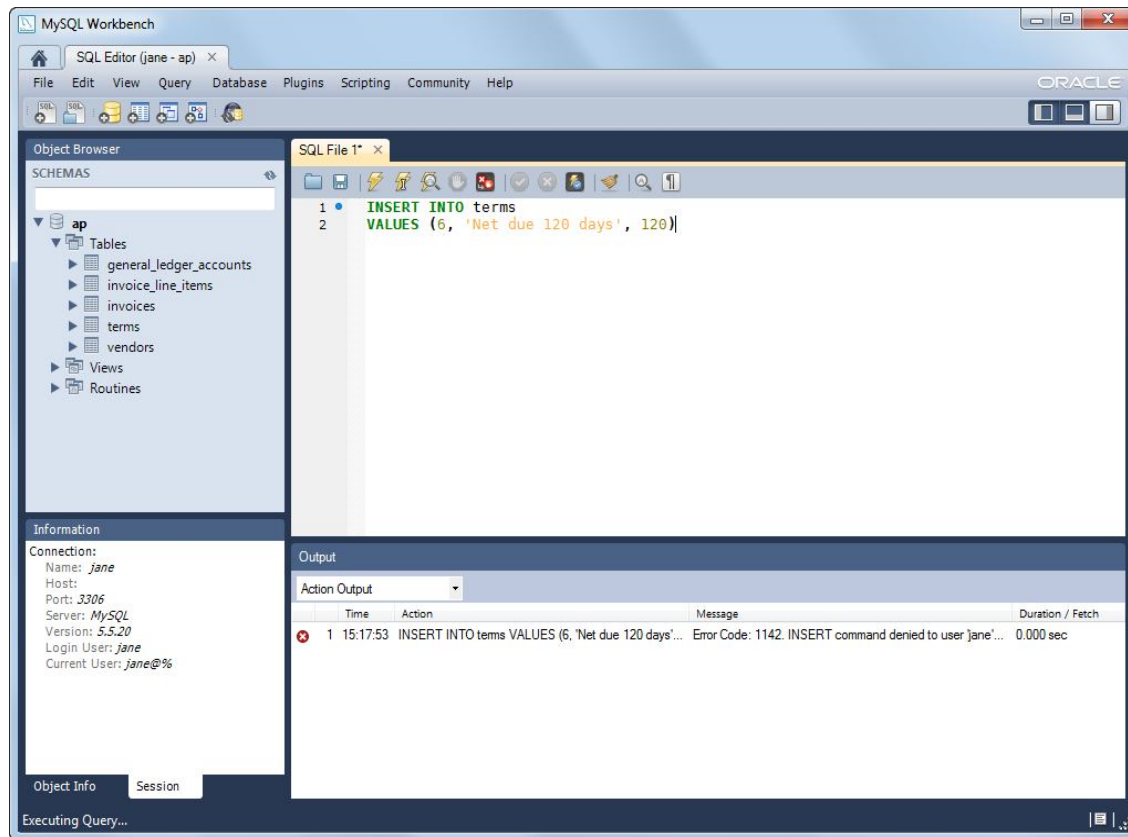 MySQL Workbench
SQL Editor (jane - ap)
File Edit View Query Database Plugins Scripting Community Help
ORACLE
Object Browser
SCHEMAS
ap
Tables
general_ledger_accounts
invoice_line_items
invoices
terms
vendors
Views
Routines
SQL File 1*
1 INSERT INTO terms
2 VALUES (6, 'Net due 120 days', 120)
Information
Connection:
Name: jane
Host:
Port: 3306
Server: MySQL
Version: 5.5.20
Login User: jane
Current User: jane@%
Object Info Session
Output
Action Output
Time Action Message Duration / Fetch
1 15:17:53 INSERT INTO terms VALUES (6, 'Net due 120 days'... Error Code: 1142. INSERT command denied to user 'jane'... 0.000 sec
Executing Query...